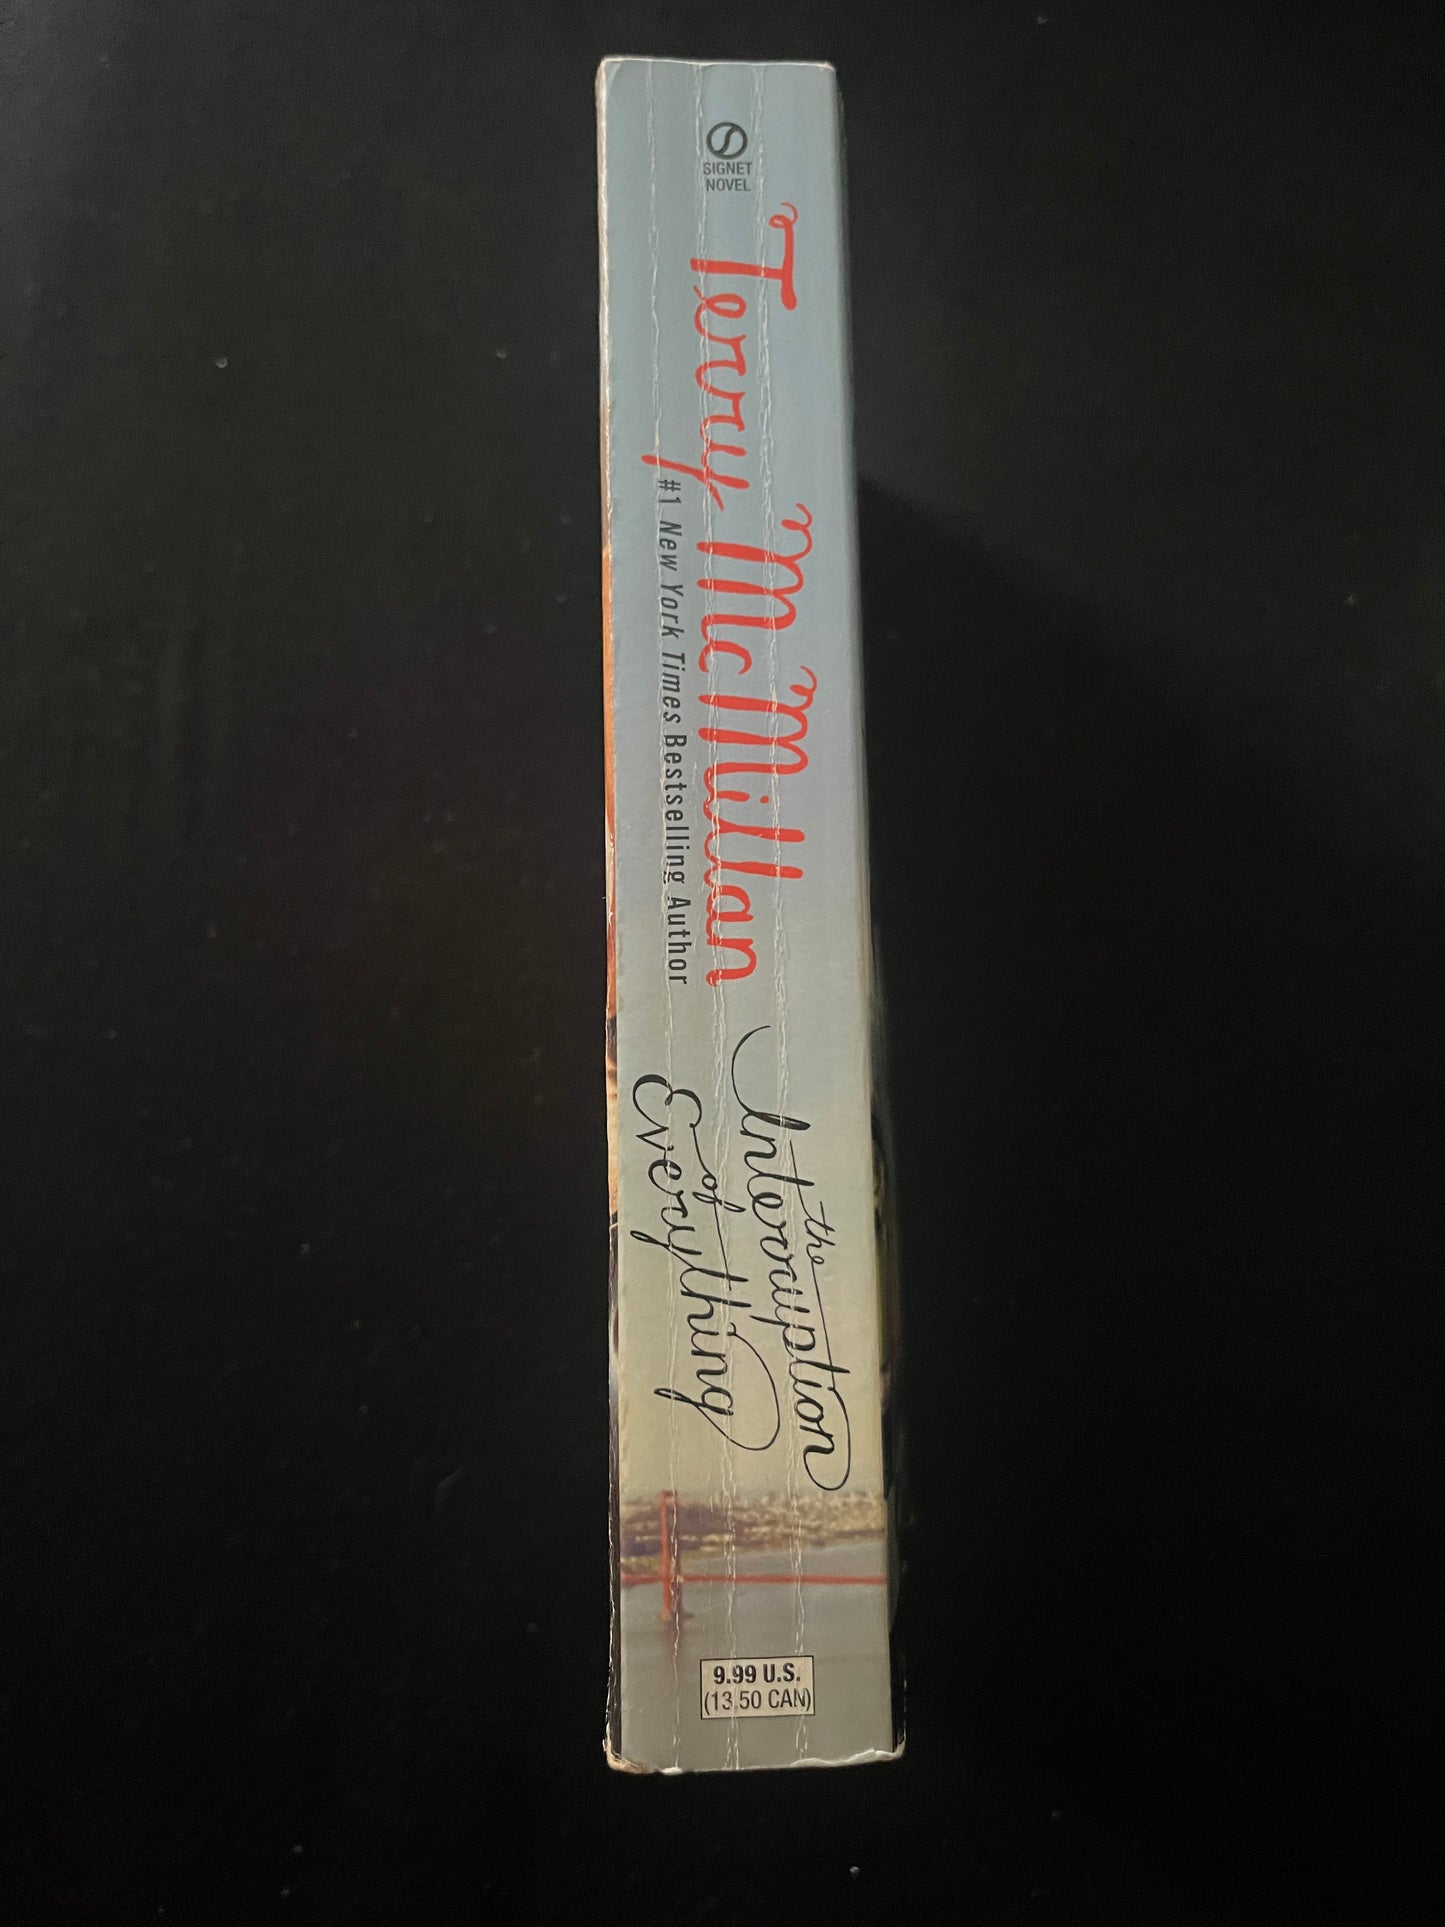 SIGNET
NOVEL
Terry McMillan
#1 New York Times Bestselling Author
the
Interruption
of
Everything
9.99 U.S.
(13.50 CAN)